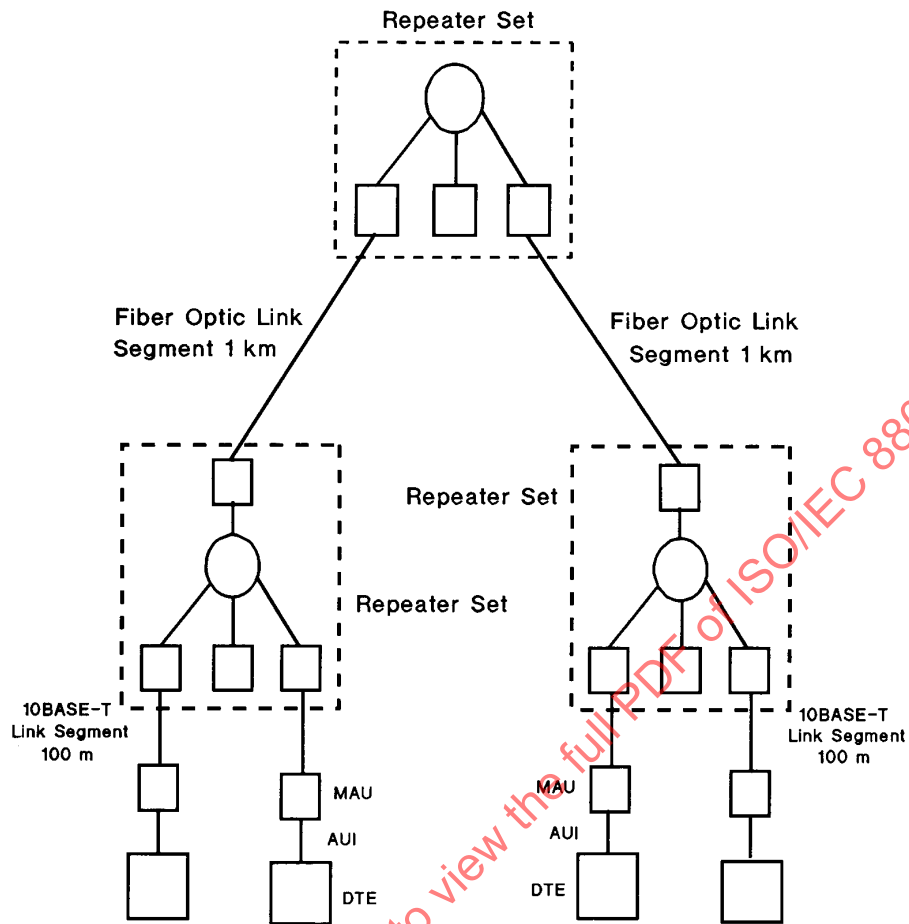 Repeater Set
Fiber Optic Link
Segment 1 km
Fiber Optic Link
Segment 1 km
Repeater Set
Repeater Set
10BASE-T
Link Segment
100 m
10BASE-T
Link Segment
100 m
MAU
MAU
AUI
AUI
DTE
DTE
to view the full PDF of ISO/IEC 88